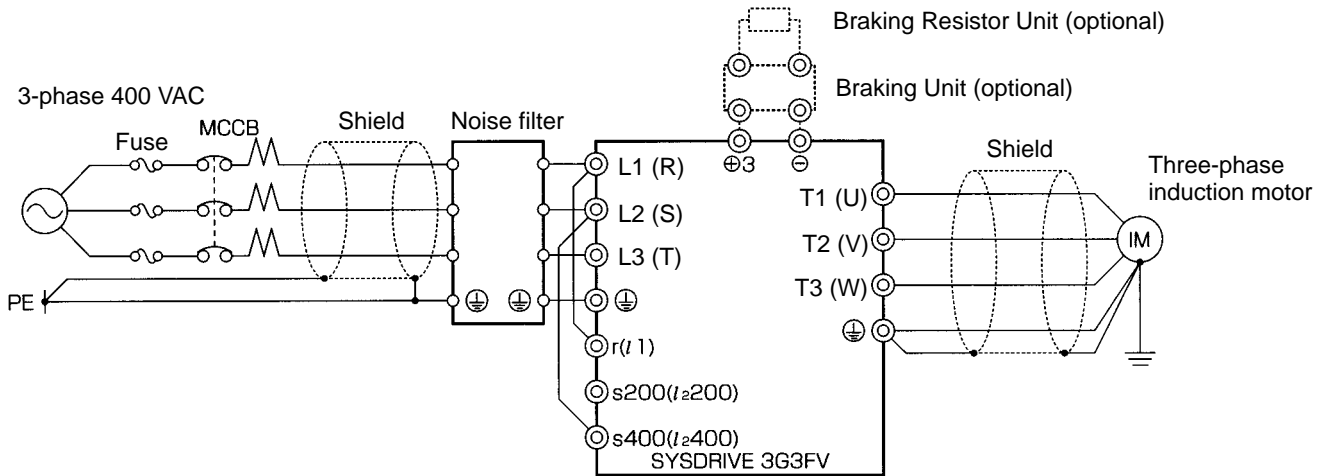 Braking Resistor Unit (optional)
Braking Unit (optional)
3-phase 400 VAC
Fuse
MCCB
Shield
Noise filter
⊕3
⊖
Shield
Three-phase
induction motor
L1 (R)
L2 (S)
L3 (T)
T1 (U)
T2 (V)
T3 (W)
IM
PE
r(ℓ1)
s200(ℓ2200)
s400(ℓ2400)
SYSDRIVE 3G3FV